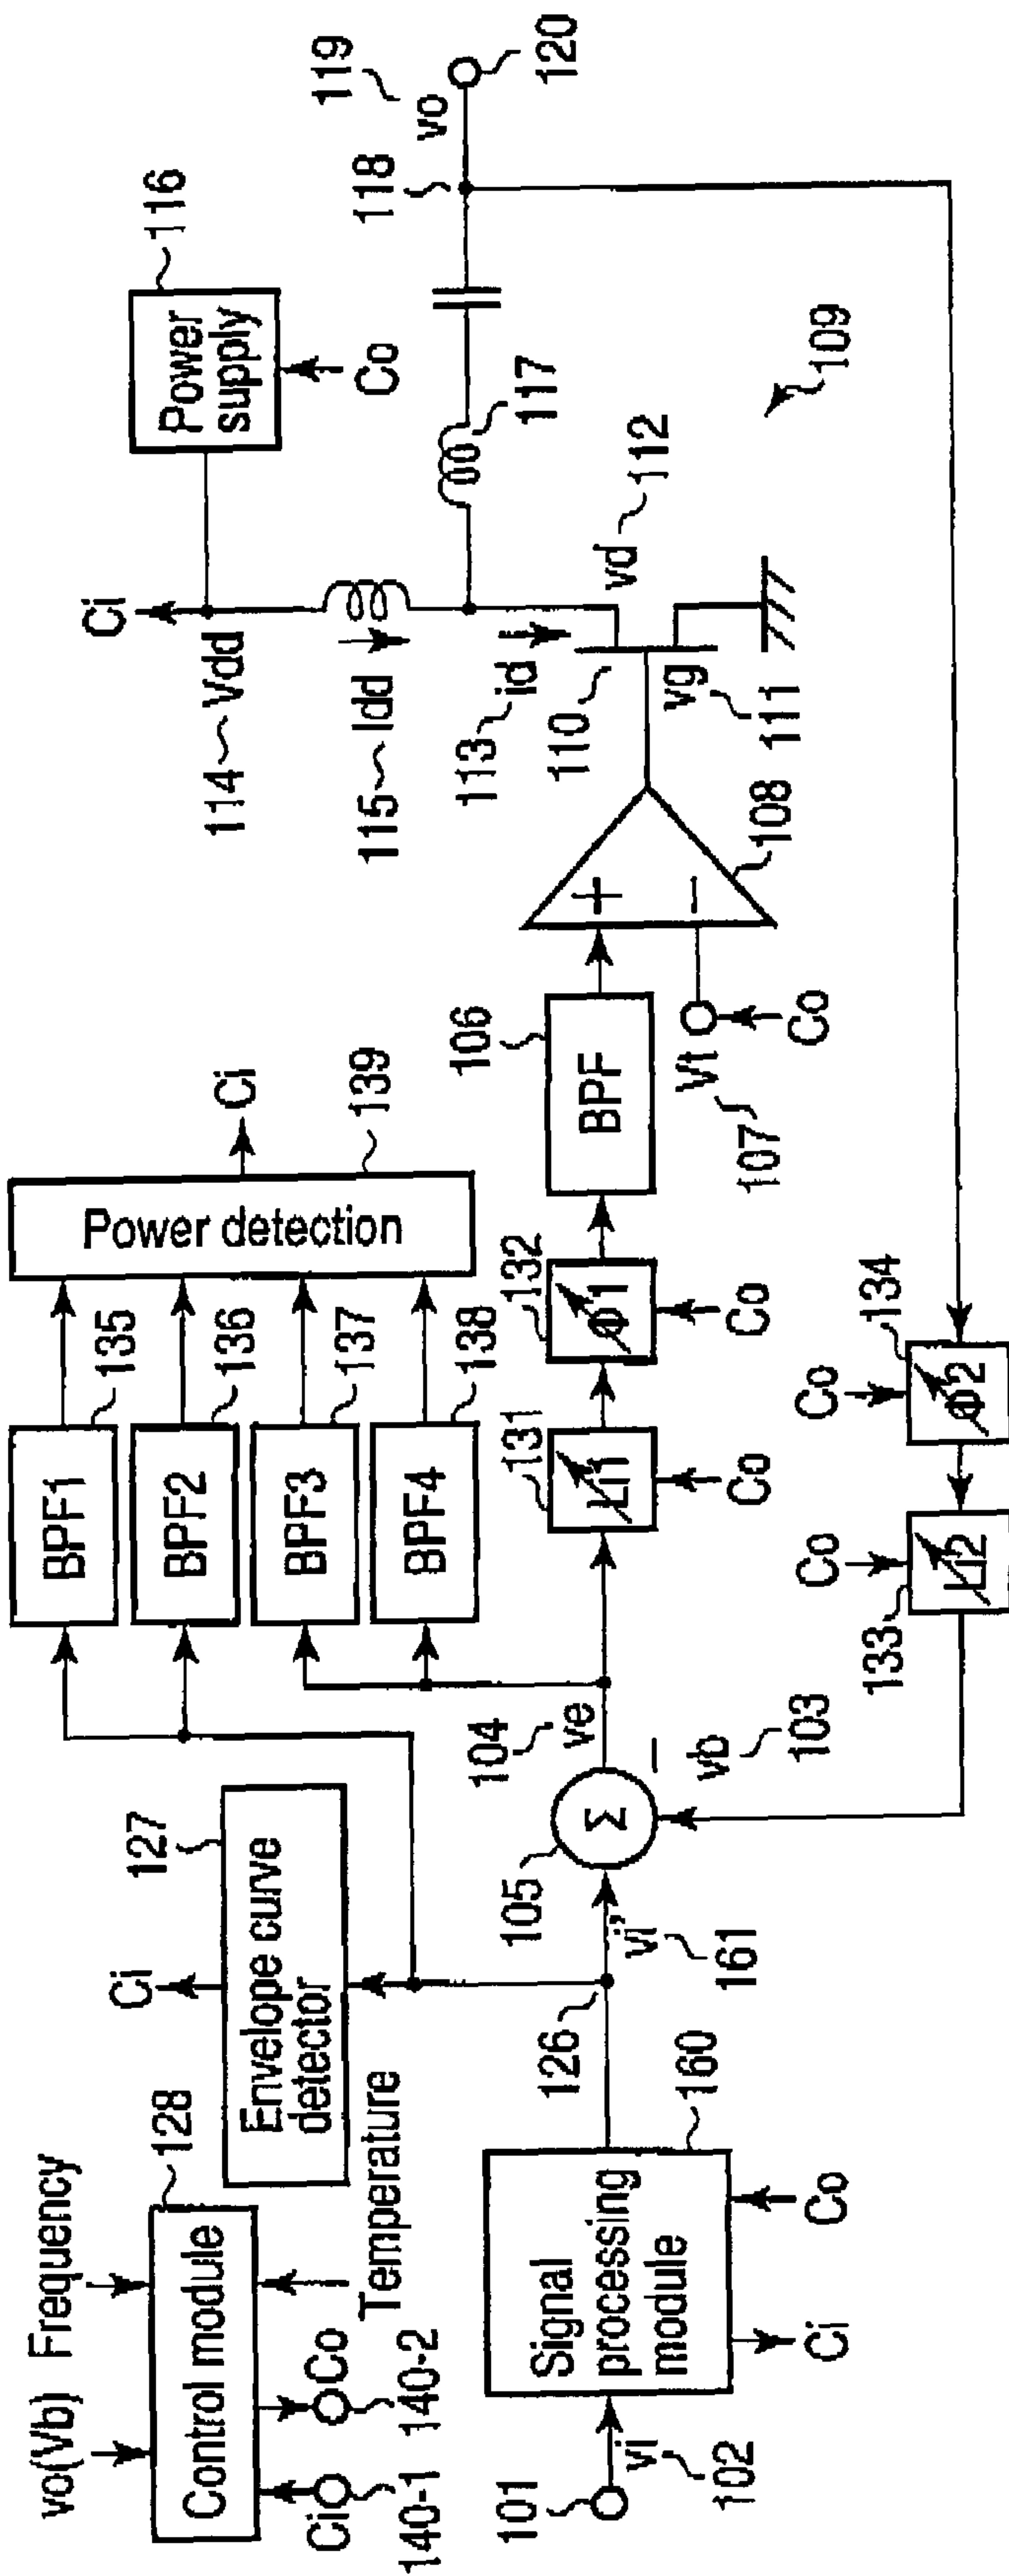 vo(Vb) Frequency
128
Control module
Temperature
Ci
140-1
Co
140-2
127
Ci
Envelope curve
detector
BPF1
135
BPF2
136
BPF3
137
BPF4
138
Power detection
139
Ci
101
vi
102
Signal
processing
module
160
Ci
Co
126
vi'
161
105
Σ
−
104
ve
vb
103
Li1
131
Co
Φ1
132
Co
BPF
106
Vt
107
Co
+
−
108
114
Vdd
Ci
115
Idd
113
id
110
vg
111
vd
112
Power
supply
116
Co
117
118
vo
119
120
109
Co
Φ2
134
Co
Li2
133